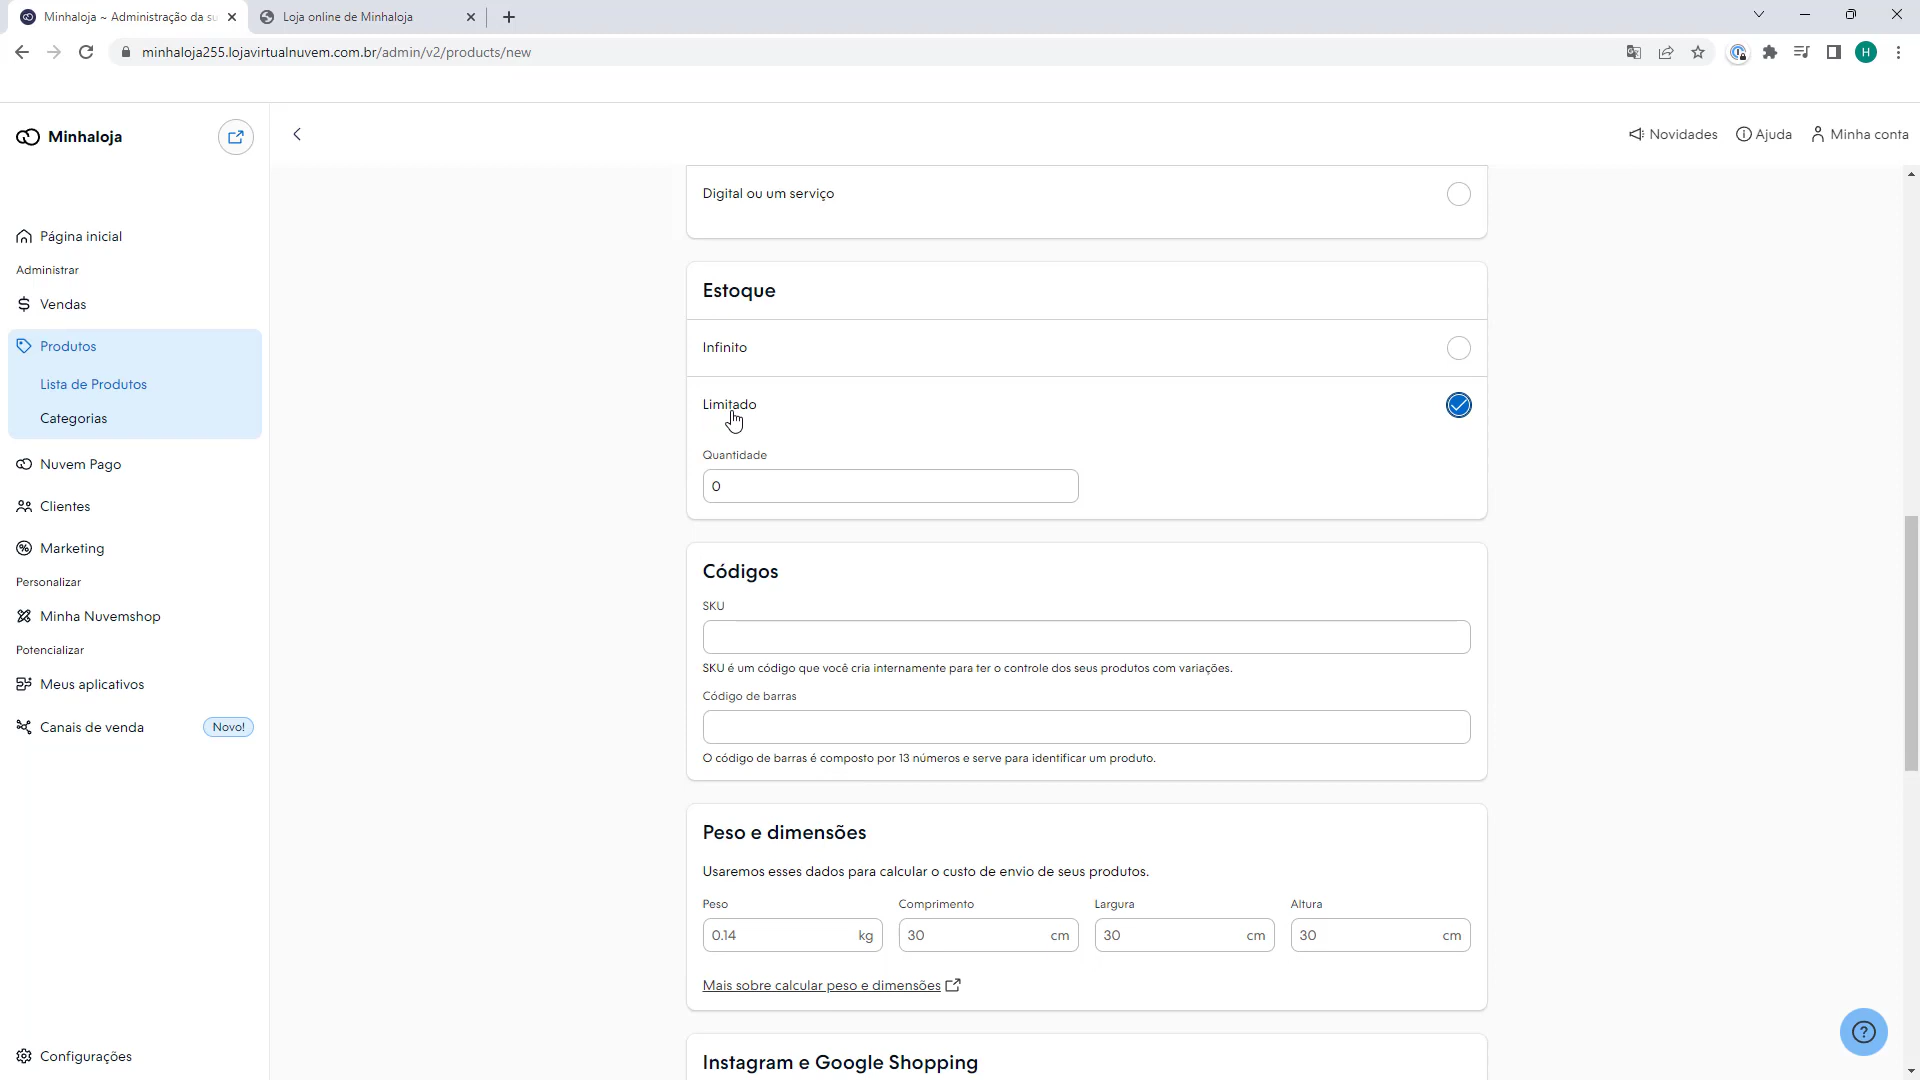 Minhaloja ~ Administração da su
Loja online de Minhaloja
minhaloja255.lojavirtualnuvem.com.br/admin/v2/products/new
H
Minhaloja
Novidades
Ajuda
Minha conta
Página inicial
Administrar
Vendas
Produtos
Lista de Produtos
Categorias
Nuvem Pago
Clientes
Marketing
Personalizar
Minha Nuvemshop
Potencializar
Meus aplicativos
Canais de venda
Novo!
Configurações
Digital ou um serviço
Estoque
Infinito
Limitado
Quantidade
0
Códigos
SKU
SKU é um código que você cria internamente para ter o controle dos seus produtos com variações.
Código de barras
O código de barras é composto por 13 números e serve para identificar um produto.
Peso e dimensões
Usaremos esses dados para calcular o custo de envio de seus produtos.
Peso Comprimento Largura Altura
0.14 kg 30 cm 30 cm 30 cm
Mais sobre calcular peso e dimensões
Instagram e Google Shopping